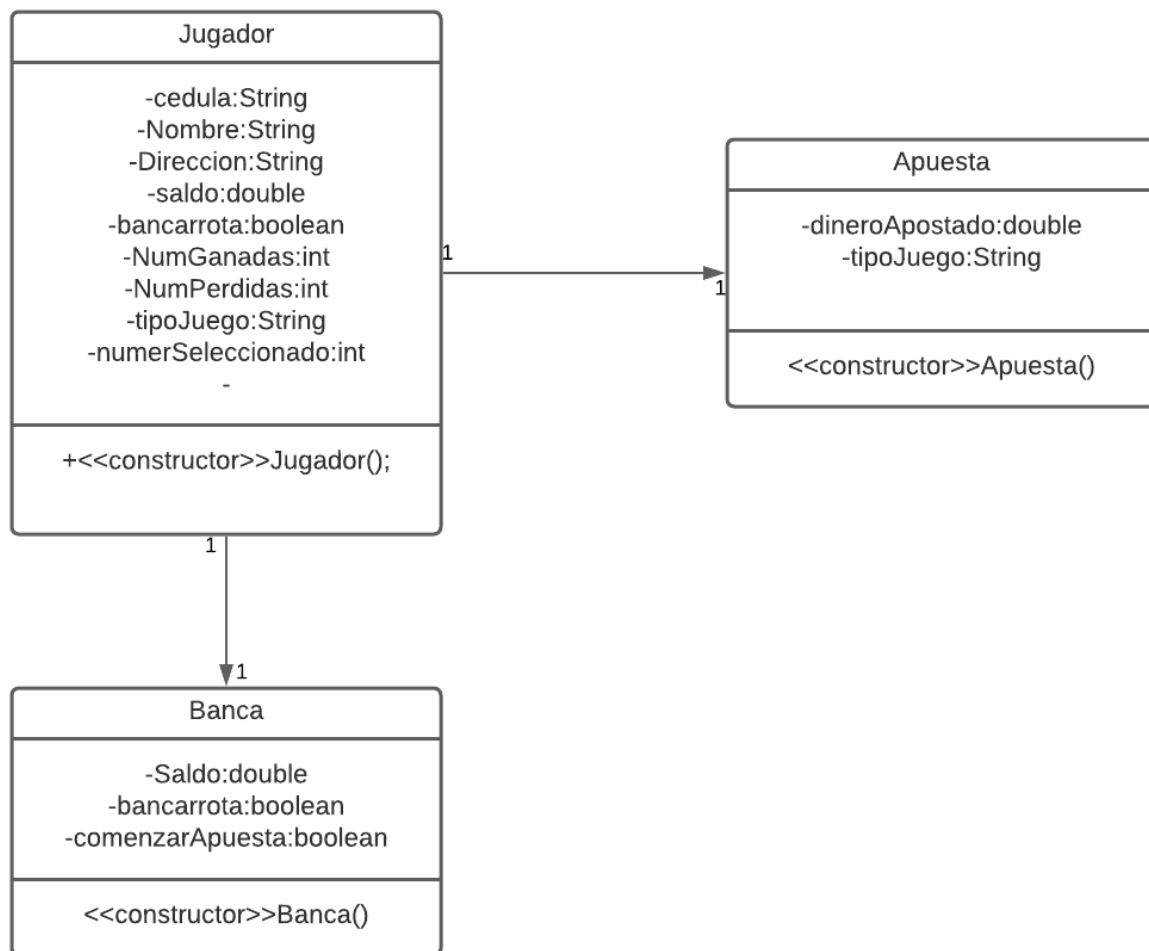 Jugador
-cedula:String
-Nombre:String
-Direccion:String
-saldo:double
-bancarrota:boolean
-NumGanadas:int
-NumPerdidas:int
-tipoJuego:String
-numerSeleccionado:int
-
+<<constructor>>Jugador();
1
1
Apuesta
-dineroApostado:double
-tipoJuego:String
<<constructor>>Apuesta()
1
1
Banca
-Saldo:double
-bancarrota:boolean
-comenzarApuesta:boolean
<<constructor>>Banca()